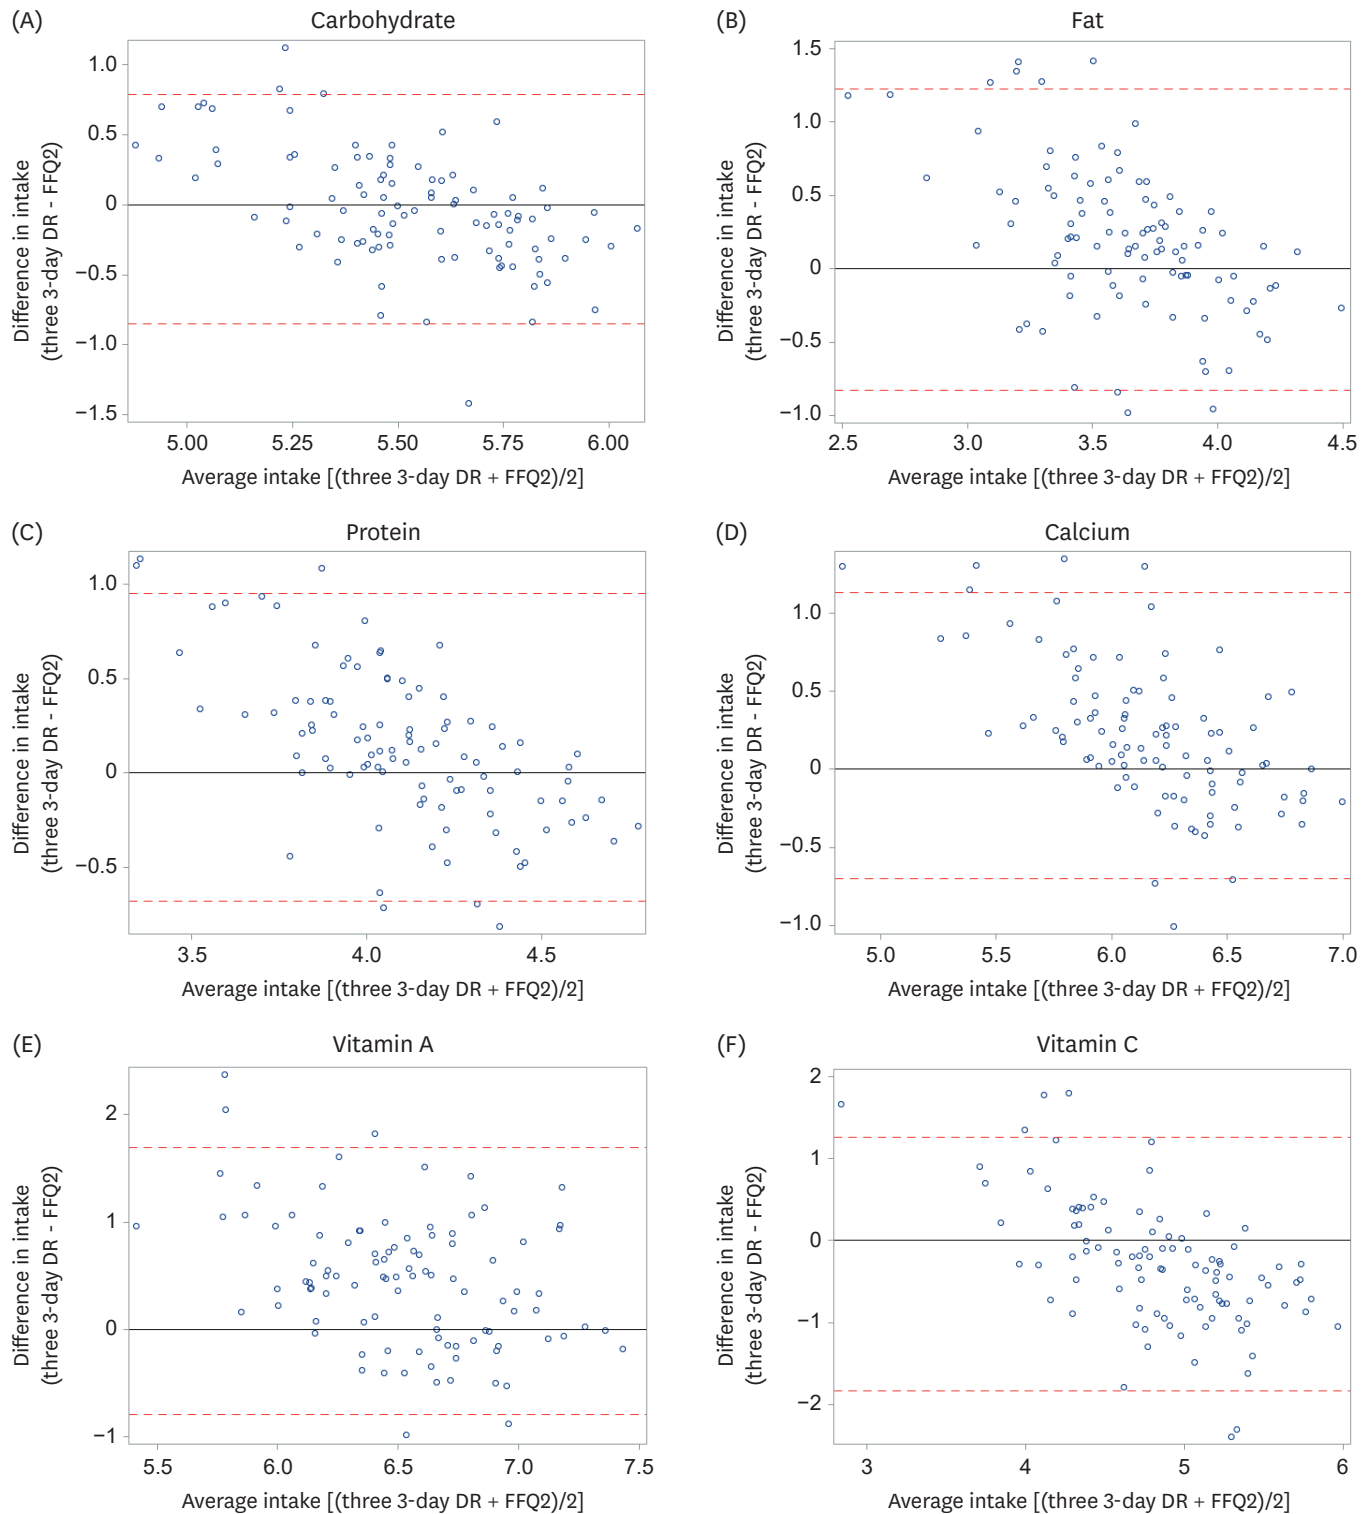 (A)
Carbohydrate
Difference in intake
(three 3-day DR - FFQ2)
1.0
0.5
0
−0.5
−1.0
−1.5
5.00 5.25 5.50 5.75 6.00
Average intake [(three 3-day DR + FFQ2)/2]
(B)
Fat
Difference in intake
(three 3-day DR - FFQ2)
1.5
1.0
0.5
0
−0.5
−1.0
2.5 3.0 3.5 4.0 4.5
Average intake [(three 3-day DR + FFQ2)/2]
(C)
Protein
Difference in intake
(three 3-day DR - FFQ2)
1.0
0.5
0
−0.5
3.5 4.0 4.5
Average intake [(three 3-day DR + FFQ2)/2]
(D)
Calcium
Difference in intake
(three 3-day DR - FFQ2)
1.0
0.5
0
−0.5
−1.0
5.0 5.5 6.0 6.5 7.0
Average intake [(three 3-day DR + FFQ2)/2]
(E)
Vitamin A
Difference in intake
(three 3-day DR - FFQ2)
2
1
0
−1
5.5 6.0 6.5 7.0 7.5
Average intake [(three 3-day DR + FFQ2)/2]
(F)
Vitamin C
Difference in intake
(three 3-day DR - FFQ2)
2
1
0
−1
−2
3 4 5 6
Average intake [(three 3-day DR + FFQ2)/2]